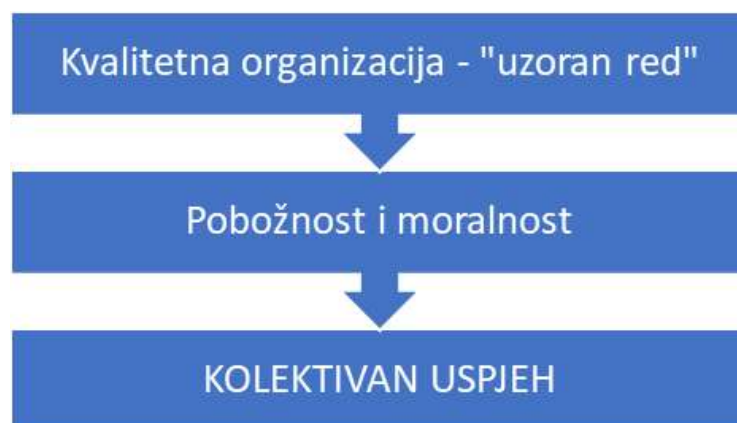 Kvalitetna organizacija - "uzoran red"
Pobožnost i moralnost
KOLEKTIVAN USPJEH